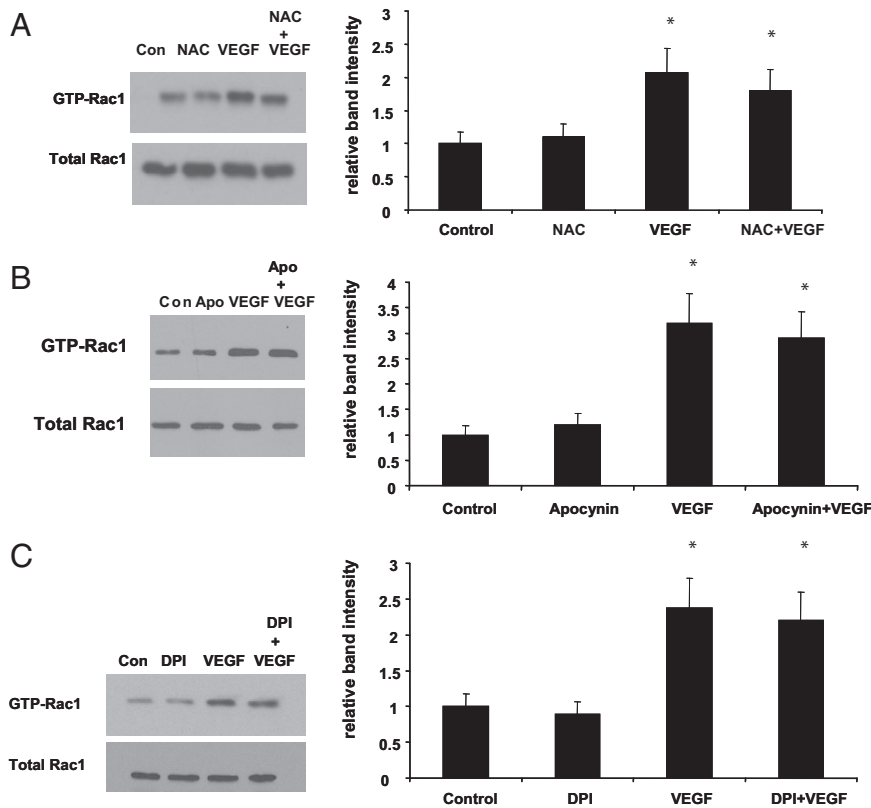 A
NAC
+
Con NAC VEGF VEGF
GTP-Rac1
Total Rac1
relative band intensity
3
2.5
2
1.5
1
0.5
0
* *
Control NAC VEGF NAC+VEGF
B
Apo
+
Con Apo VEGF VEGF
GTP-Rac1
Total Rac1
relative band intensity
4
3.5
3
2.5
2
1.5
1
0.5
0
* *
Control Apocynin VEGF Apocynin+VEGF
C
DPI
+
Con DPI VEGF VEGF
GTP-Rac1
Total Rac1
relative band intensity
3
2.5
2
1.5
1
0.5
0
* *
Control DPI VEGF DPI+VEGF